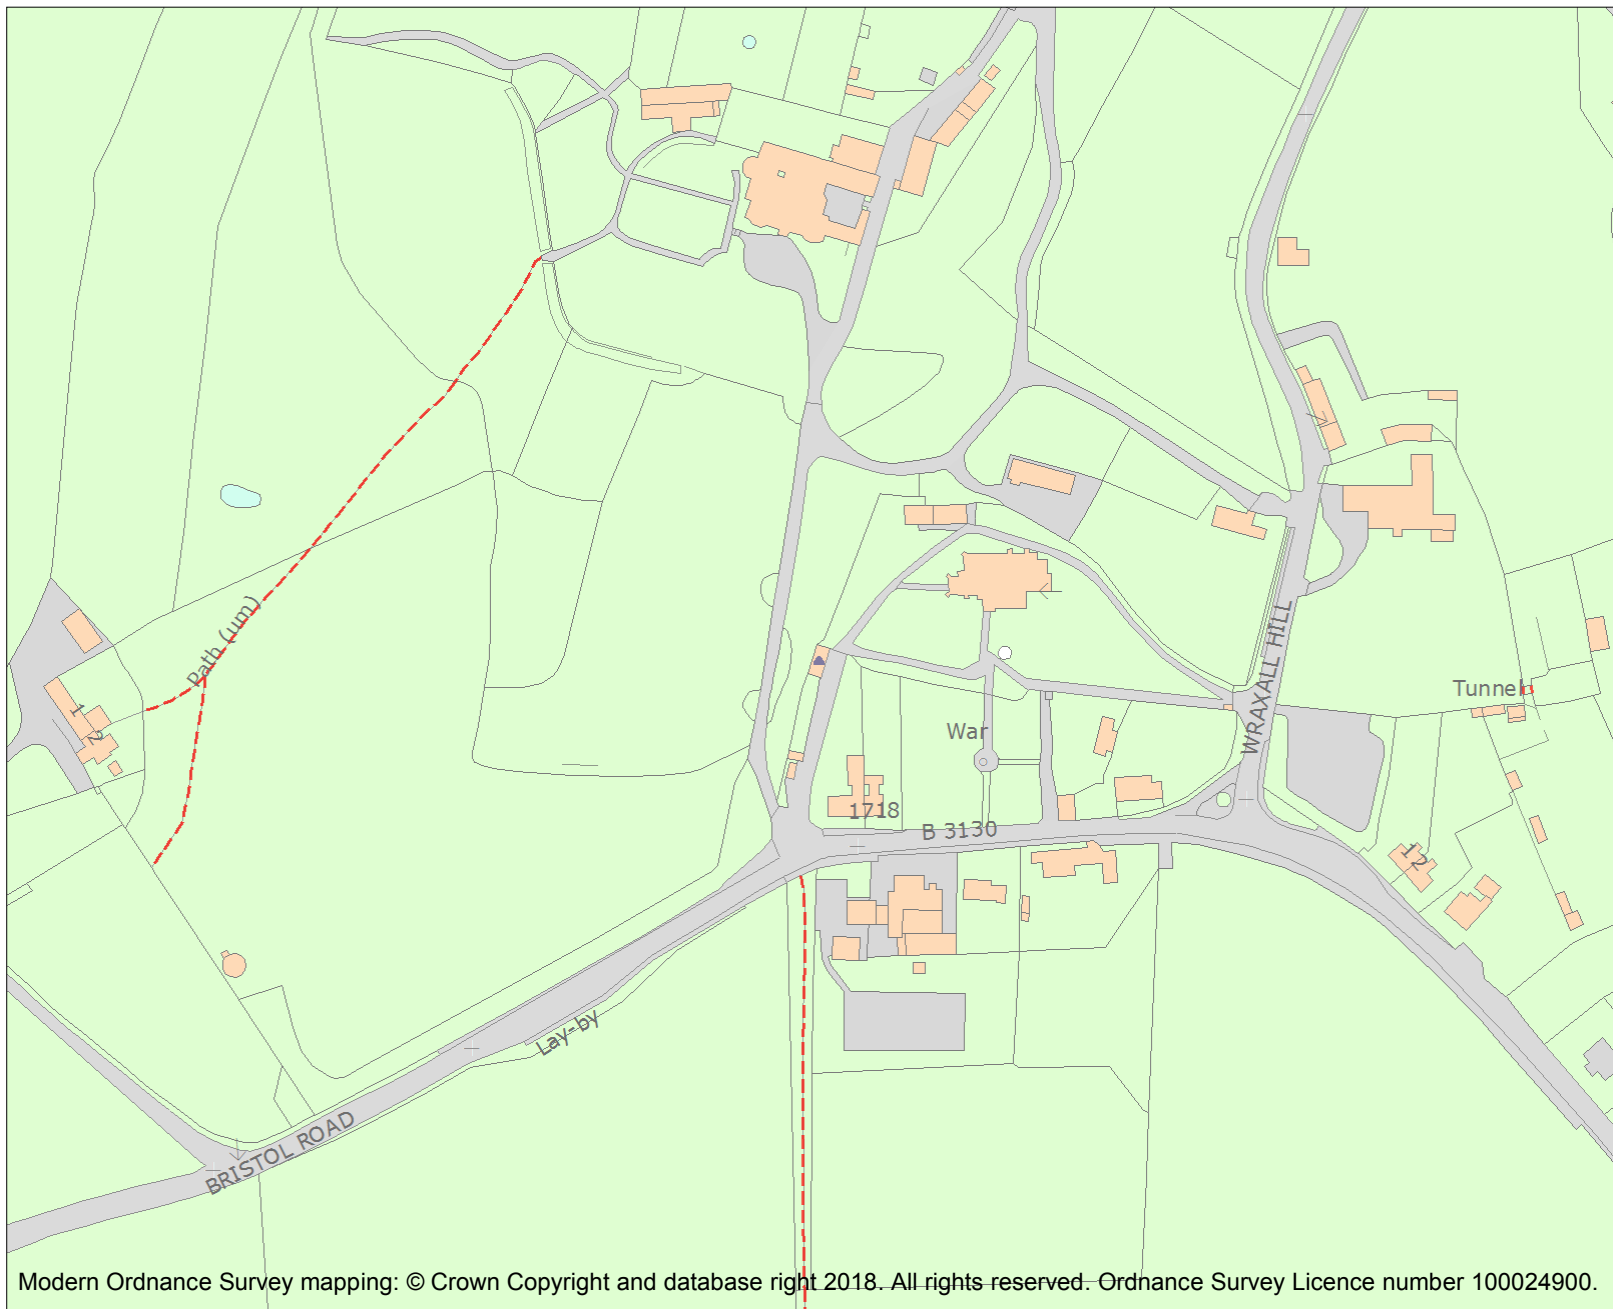 7
Path (um)
WRAXALL HILL
Tunnel
1
2
War
1718
B 3130
12
Lay-by
BRISTOL ROAD
Modern Ordnance Survey mapping: © Crown Copyright and database right 2018. All rights reserved. Ordnance Survey Licence number 100024900.